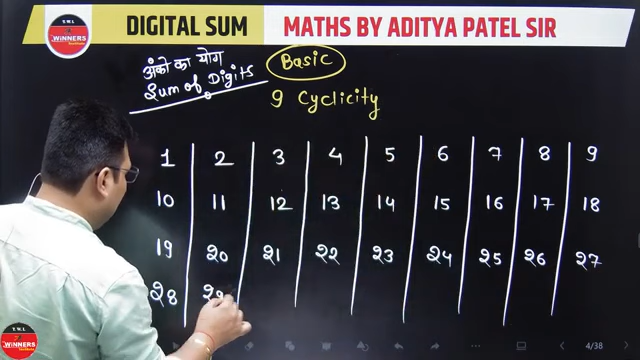 T.W.L
WiNNERS
DIGITAL SUM
MATHS BY ADITYA PATEL SIR
अंको का योग
Sum of Digits
Basic
9 Cyclicity
1 2 3 4 5 6 7 8 9
10 11 12 13 14 15 16 17 18
19 20 21 22 23 24 25 26 27
28
T.W.L
WiNNERS
4/38